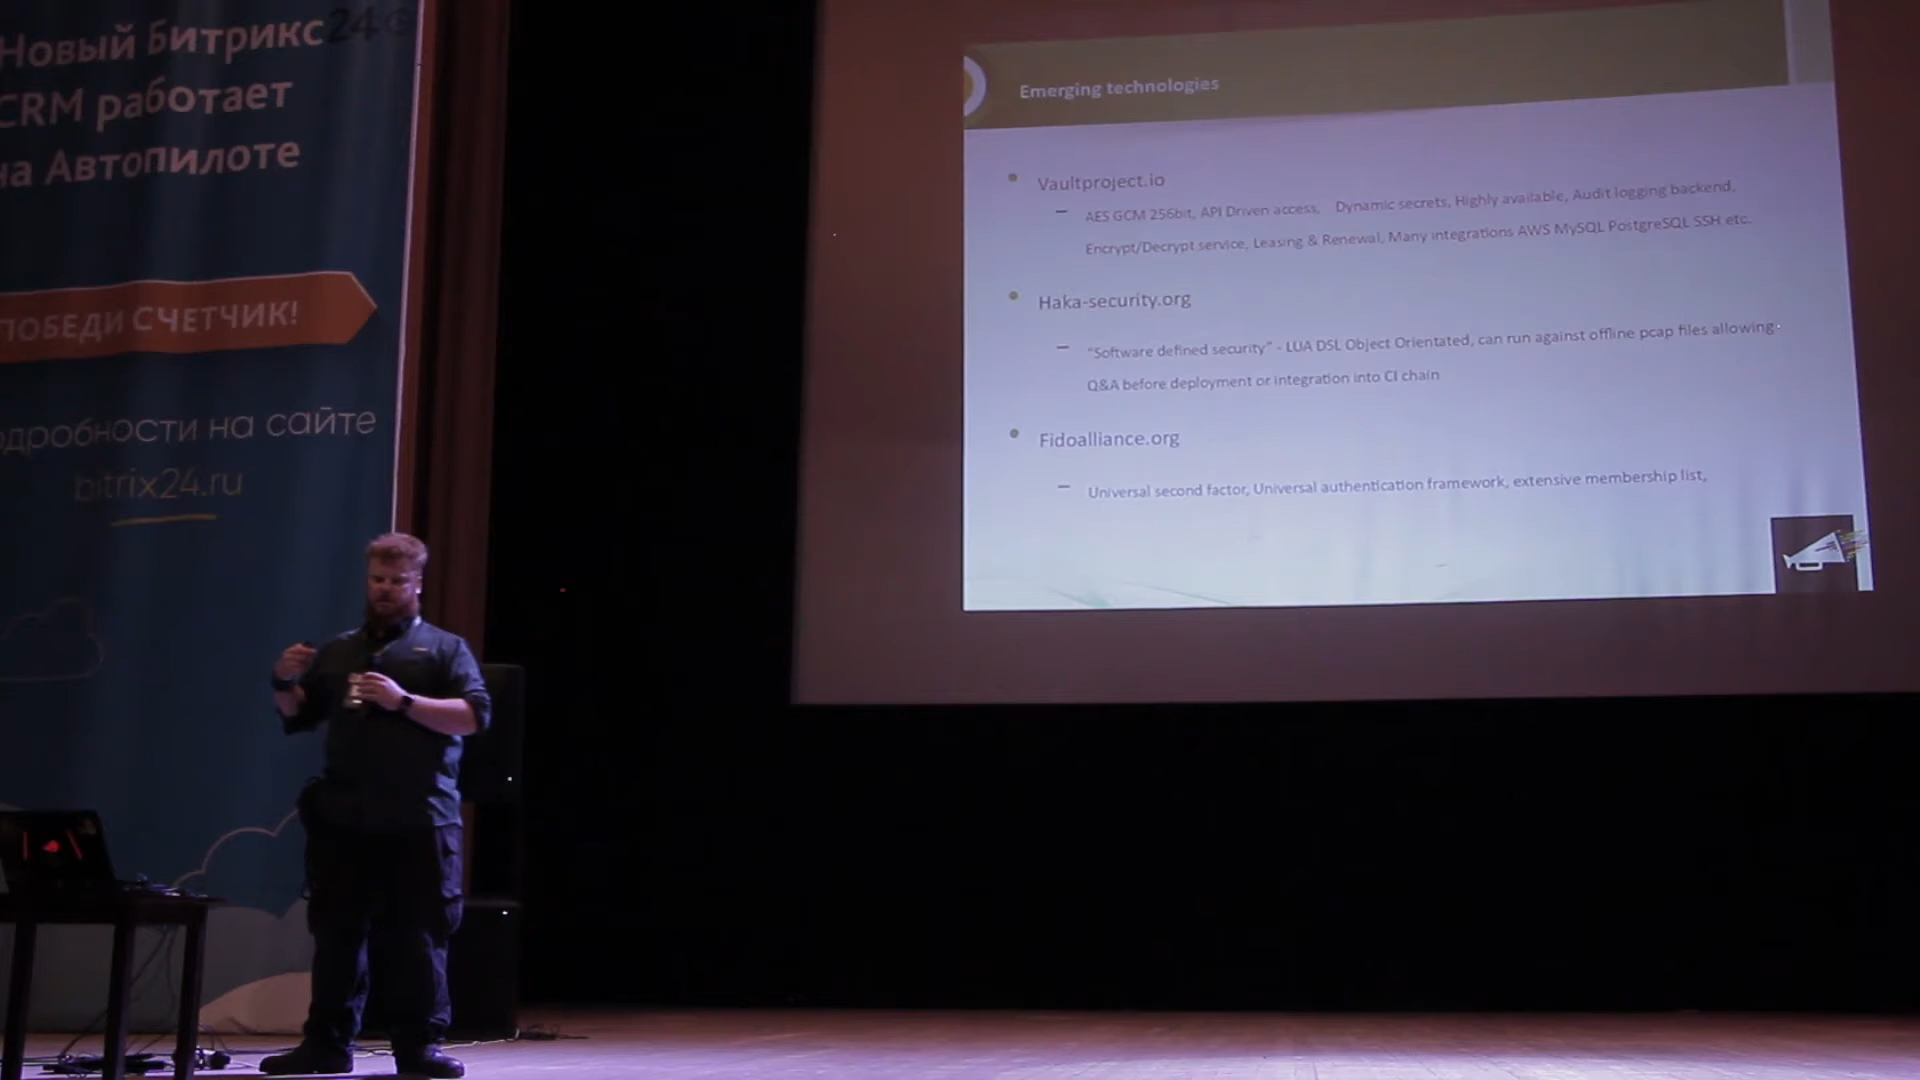 Новый Битрикс24
CRM работает
на Автопилоте
ПОБЕДИ СЧЕТЧИК!
одробности на сайте
bitrix24.ru
Emerging technologies
• Vaultproject.io
– AES GCM 256bit, API Driven access, Dynamic secrets, Highly available, Audit logging backend,
Encrypt/Decrypt service, Leasing & Renewal, Many integrations AWS MySQL PostgreSQL SSH etc.
• Haka-security.org
– “Software defined security” - LUA DSL Object Orientated, can run against offline pcap files allowing
Q&A before deployment or integration into CI chain
• Fidoalliance.org
– Universal second factor, Universal authentication framework, extensive membership list,